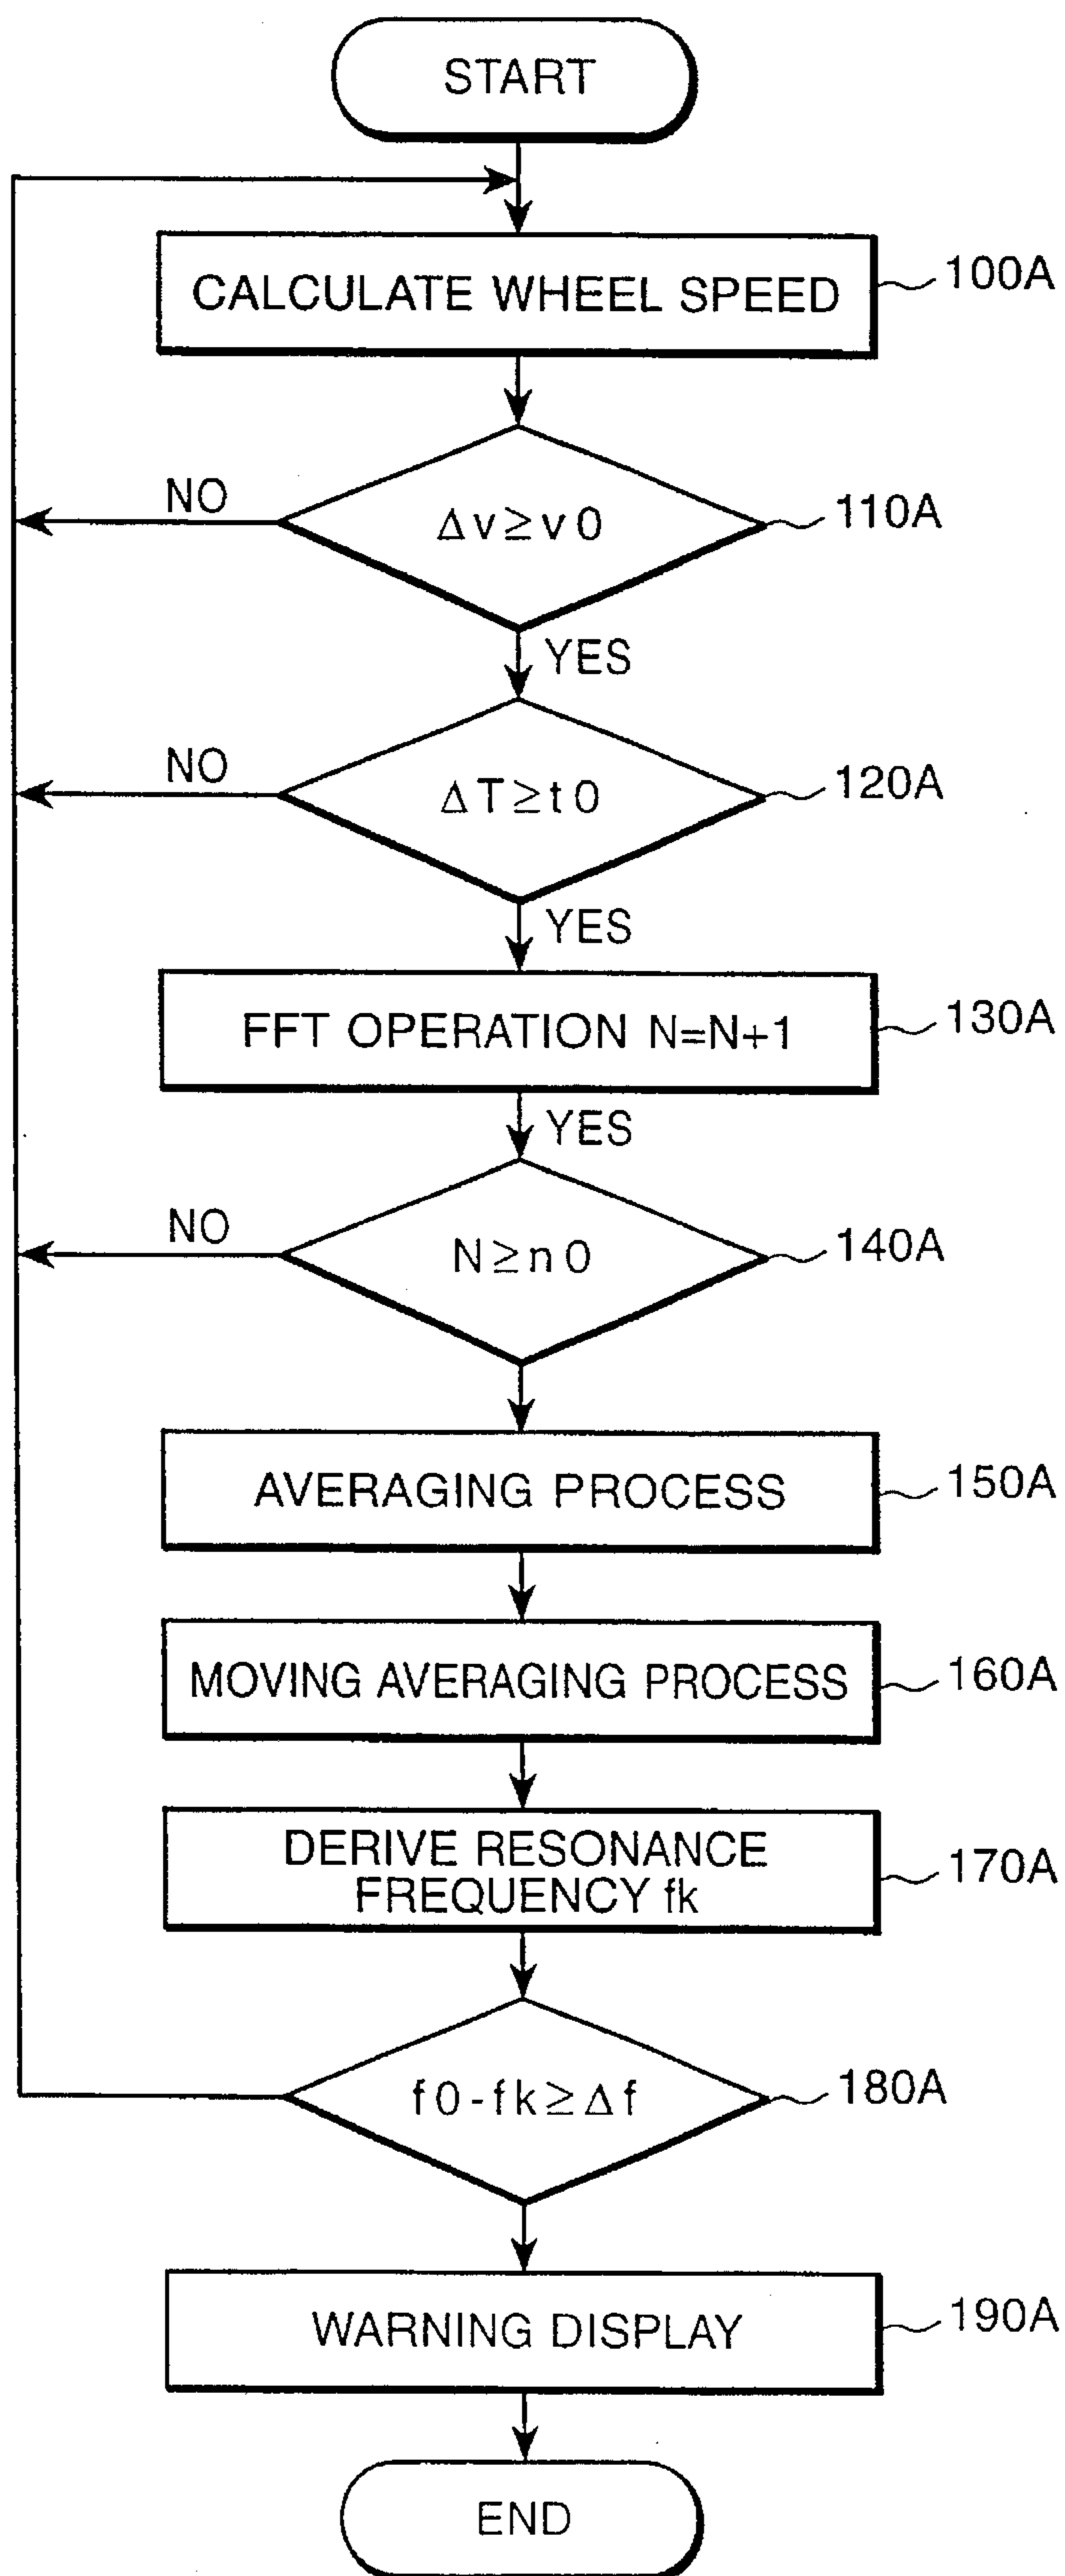 START
CALCULATE WHEEL SPEED
100A
NO
Δv≥v0
110A
YES
NO
ΔT≥t0
120A
YES
FFT OPERATION N=N+1
130A
YES
NO
N≥n0
140A
AVERAGING PROCESS
150A
MOVING AVERAGING PROCESS
160A
DERIVE RESONANCE
FREQUENCY fk
170A
f0-fk≥Δf
180A
WARNING DISPLAY
190A
END